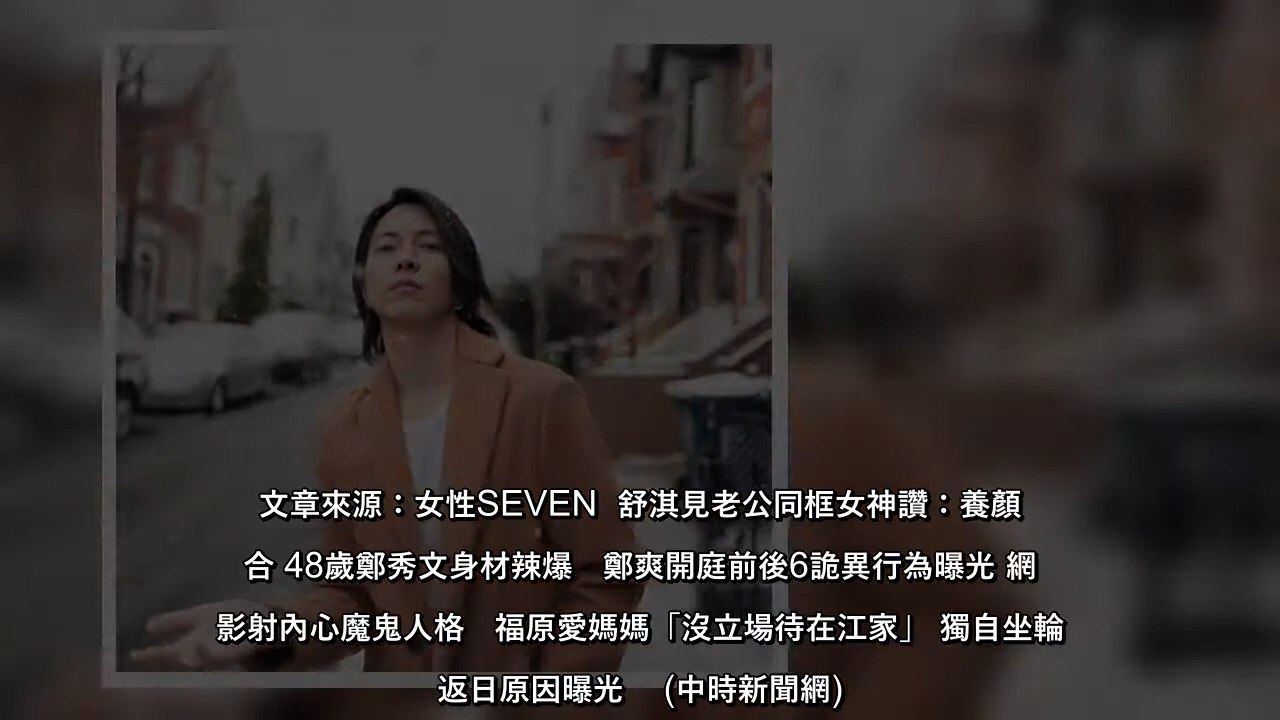 文章來源：女性SEVEN 舒淇見老公同框女神讚：養顏
合 48歲鄭秀文身材辣爆 鄭爽開庭前後6詭異行為曝光 網
影射內心魔鬼人格 福原愛媽媽「沒立場待在江家」 獨自坐輪
返日原因曝光 (中時新聞網)